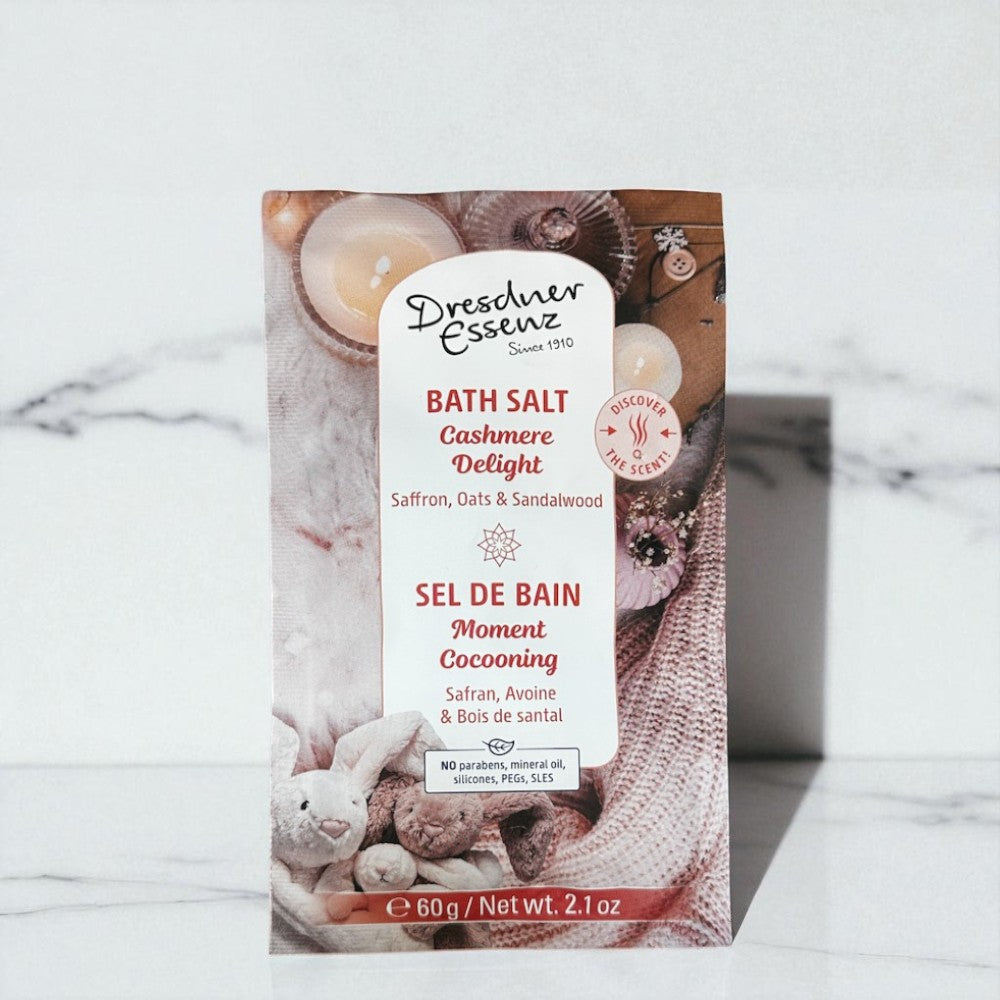 Dresdner
Essenz
Since 1910
BATH SALT
Cashmere
Delight
Saffron, Oats & Sandalwood
DISCOVER
THE SCENT!
SEL DE BAIN
Moment
Cocooning
Safran, Avoine
& Bois de santal
NO parabens, mineral oil,
silicones, PEGs, SLES
℮ 60 g / Net wt. 2.1 oz